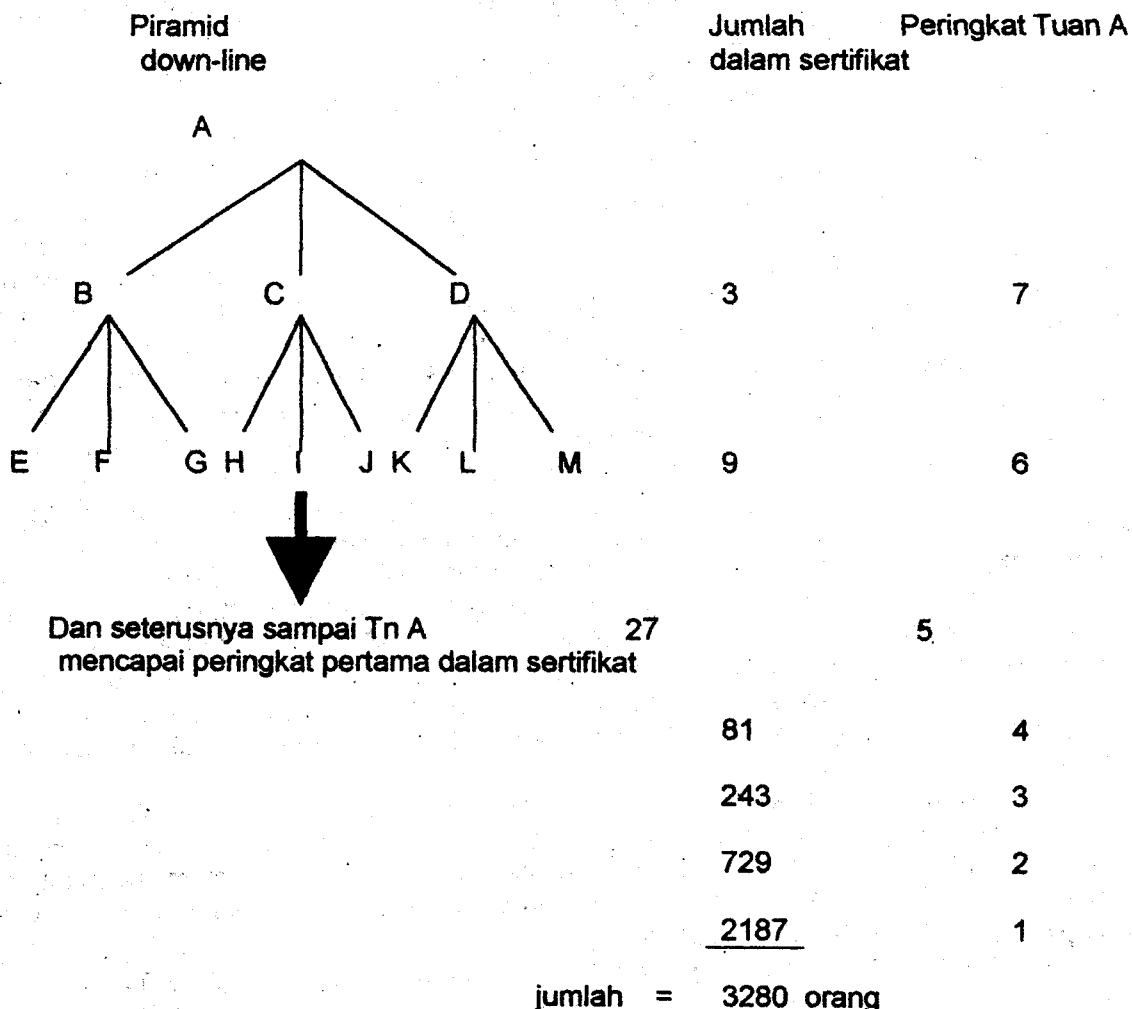 Piramid Jumlah Peringkat Tuan A
down-line dalam sertifikat
A
B C D 3 7
E F G H I J K L M 9 6
Dan seterusnya sampai Tn A 27 5
mencapai peringkat pertama dalam sertifikat
81 4
243 3
729 2
2187 1
jumlah = 3280 orang